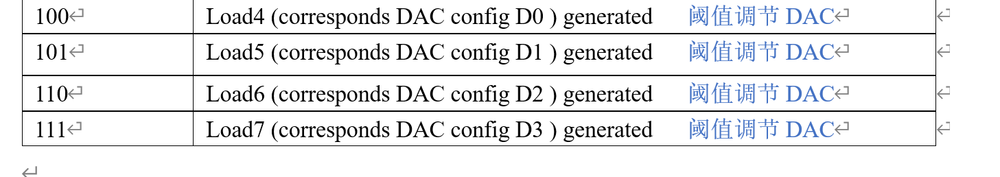 100 Load4 (corresponds DAC config D0 ) generated 阈值调节 DAC
101 Load5 (corresponds DAC config D1 ) generated 阈值调节 DAC
110 Load6 (corresponds DAC config D2 ) generated 阈值调节 DAC
111 Load7 (corresponds DAC config D3 ) generated 阈值调节 DAC